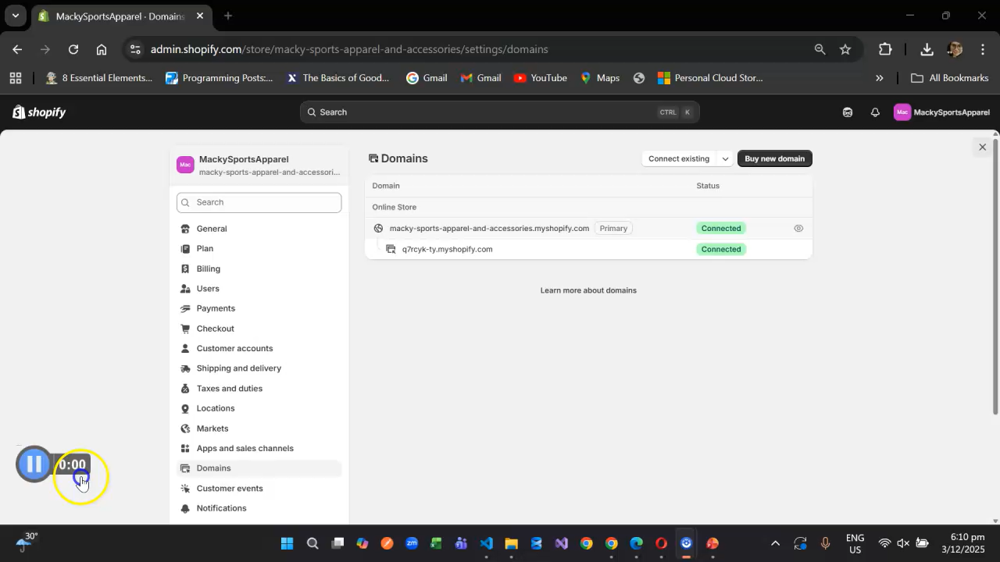 MackySportsApparel · Domains
admin.shopify.com/store/macky-sports-apparel-and-accessories/settings/domains
8 Essential Elements...
Programming Posts:...
X The Basics of Good...
Gmail
Gmail
YouTube
Maps
Personal Cloud Stor...
All Bookmarks
shopify
Search
CTRL K
Mac
MackySportsApparel
Mac
MackySportsApparel
macky-sports-apparel-and-accessori...
Search
General
Plan
Billing
Users
Payments
Checkout
Customer accounts
Shipping and delivery
Taxes and duties
Locations
Markets
Apps and sales channels
Domains
Customer events
Notifications
Domains
Connect existing
Buy new domain
Domain Status
Online Store
macky-sports-apparel-and-accessories.myshopify.com Primary Connected
q7rcyk-ty.myshopify.com Connected
Learn more about domains
0:00
30°
zm
ENG
US
6:10 pm
3/12/2025